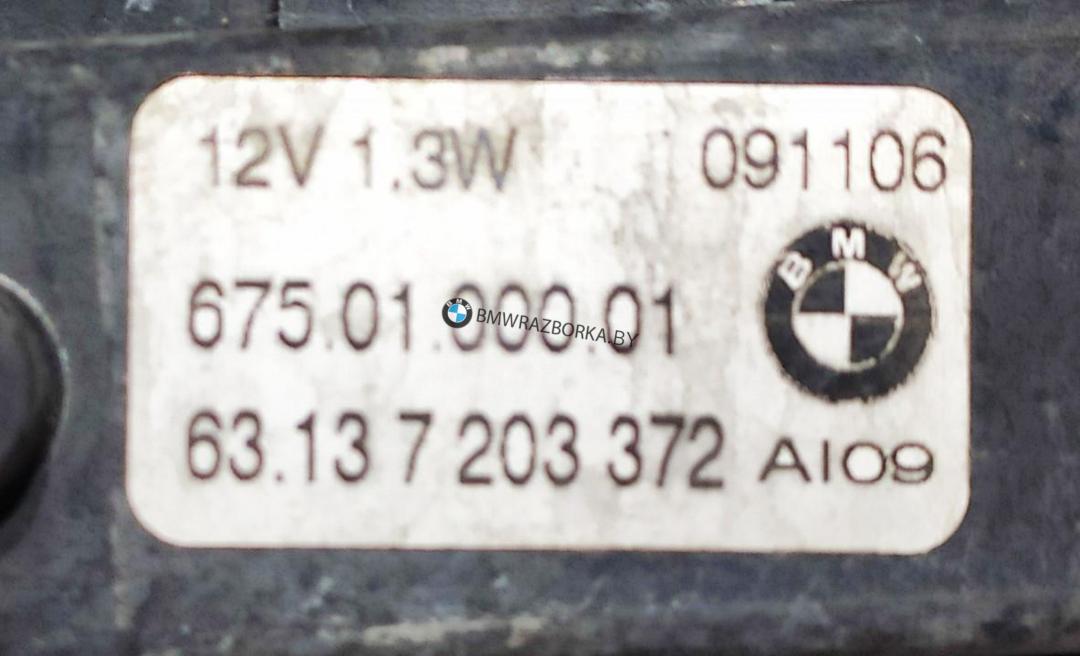 12V 1.3W 091106
BMW
675.01.000.01
BMWRAZBORKA.BY
63.13 7 203 372 AI09